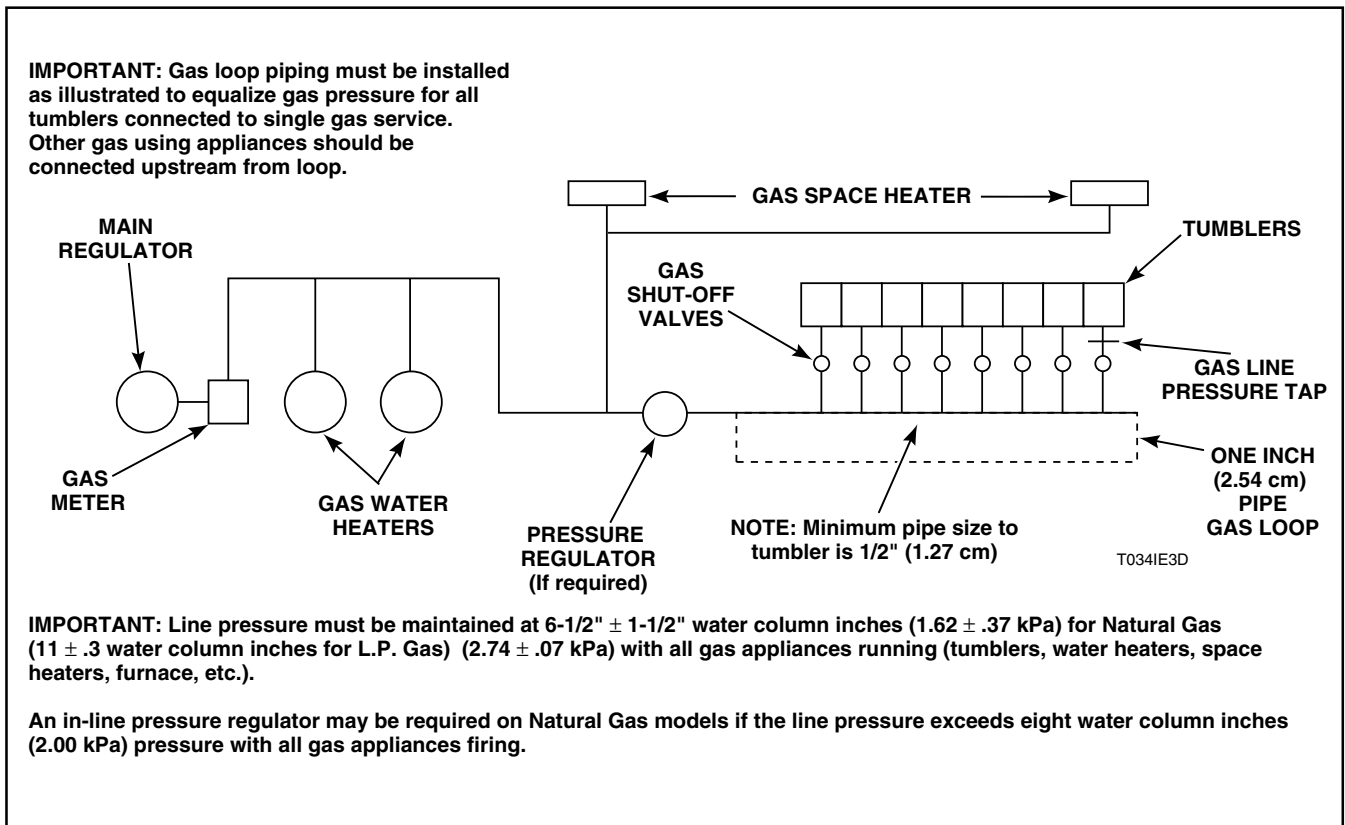 IMPORTANT: Gas loop piping must be installed
as illustrated to equalize gas pressure for all
tumblers connected to single gas service.
Other gas using appliances should be
connected upstream from loop.
GAS SPACE HEATER
MAIN
REGULATOR
TUMBLERS
GAS
SHUT-OFF
VALVES
GAS LINE
PRESSURE TAP
GAS
METER
GAS WATER
HEATERS
PRESSURE
REGULATOR
(If required)
NOTE: Minimum pipe size to
tumbler is 1/2" (1.27 cm)
ONE INCH
(2.54 cm)
PIPE
GAS LOOP
T034IE3D
IMPORTANT: Line pressure must be maintained at 6-1/2" ± 1-1/2" water column inches (1.62 ± .37 kPa) for Natural Gas
(11 ± .3 water column inches for L.P. Gas) (2.74 ± .07 kPa) with all gas appliances running (tumblers, water heaters, space
heaters, furnace, etc.).
An in-line pressure regulator may be required on Natural Gas models if the line pressure exceeds eight water column inches
(2.00 kPa) pressure with all gas appliances firing.